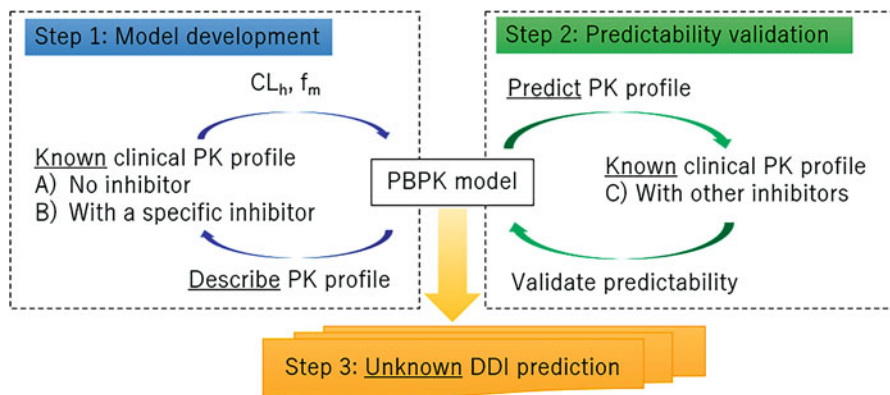 Step 1: Model development
CLh, fm
Known clinical PK profile
A) No inhibitor
B) With a specific inhibitor
Describe PK profile
PBPK model
Step 2: Predictability validation
Predict PK profile
Known clinical PK profile
C) With other inhibitors
Validate predictability
Step 3: Unknown DDI prediction